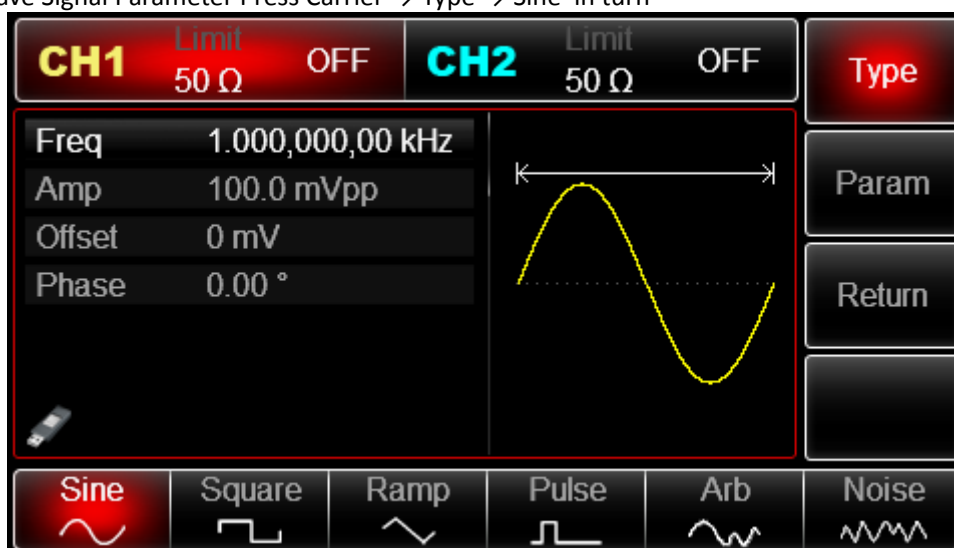 ave Signal Parameter Press Carrier → Type → Sine in turn
CH1 Limit 50 Ω OFF CH2 Limit 50 Ω OFF
Type
Freq 1.000,000,00 kHz
Amp 100.0 mVpp
Param
Offset 0 mV
Phase 0.00 °
Return
Sine Square Ramp Pulse Arb Noise